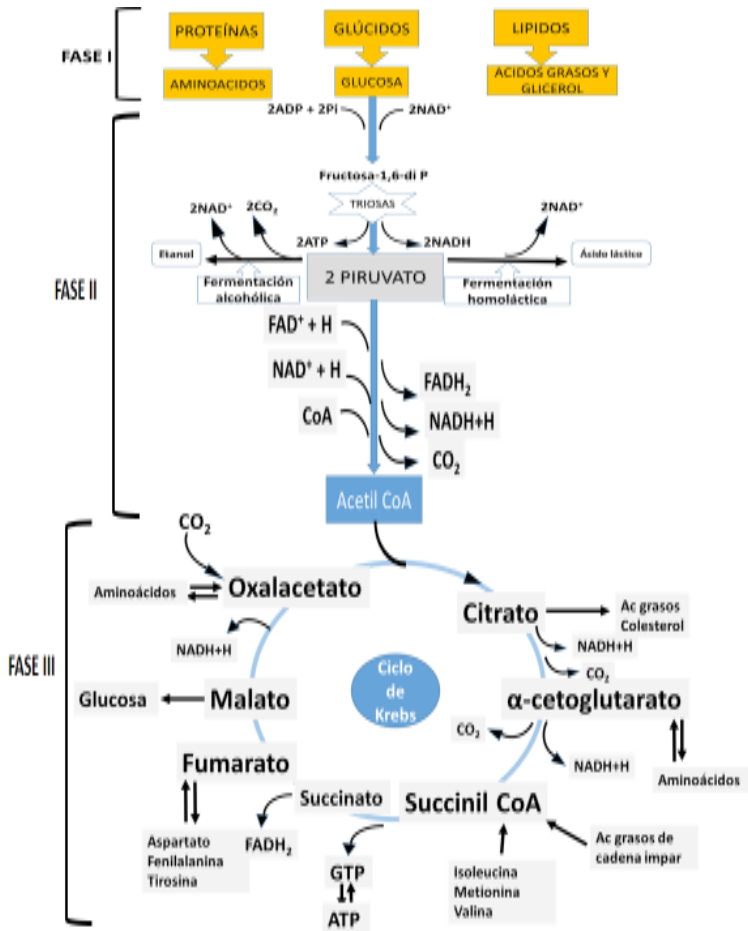 FASE I
PROTEÍNAS
GLÚCIDOS
LIPIDOS
AMINOACIDOS
GLUCOSA
ACIDOS GRASOS Y
GLICEROL
FASE II
2ADP + 2Pi
2NAD⁺
Fructosa-1,6-di P
TRIOSAS
2NAD⁺
2CO₂
2NAD⁺
2ATP
2NADH
Etanol
2 PIRUVATO
Ácido láctico
Fermentación
alcohólica
Fermentación
homoláctica
FAD⁺ + H
FADH₂
NAD⁺ + H
NADH+H
CoA
CO₂
Acetil CoA
FASE III
CO₂
Aminoácidos
Oxalacetato
Citrato
Ac grasos
Colesterol
NADH+H
NADH+H
CO₂
Ciclo
de
Krebs
Glucosa
Malato
α-cetoglutarato
CO₂
NADH+H
Aminoácidos
Fumarato
Succinato
Succinil CoA
Aspartato
Fenilalanina
Tirosina
FADH₂
GTP
ATP
Isoleucina
Metionina
Valina
Ac grasos de
cadena impar